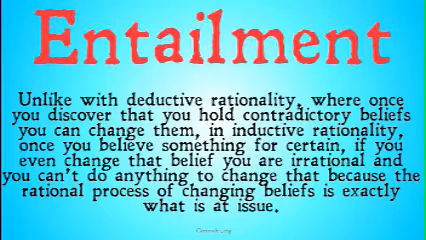 Entailment
Unlike with deductive rationality, where once
you discover that you hold contradictory beliefs
you can change them, in inductive rationality,
once you believe something for certain, if you
even change that belief you are irrational and
you can't do anything to change that because the
rational process of changing beliefs is exactly
what is at issue.